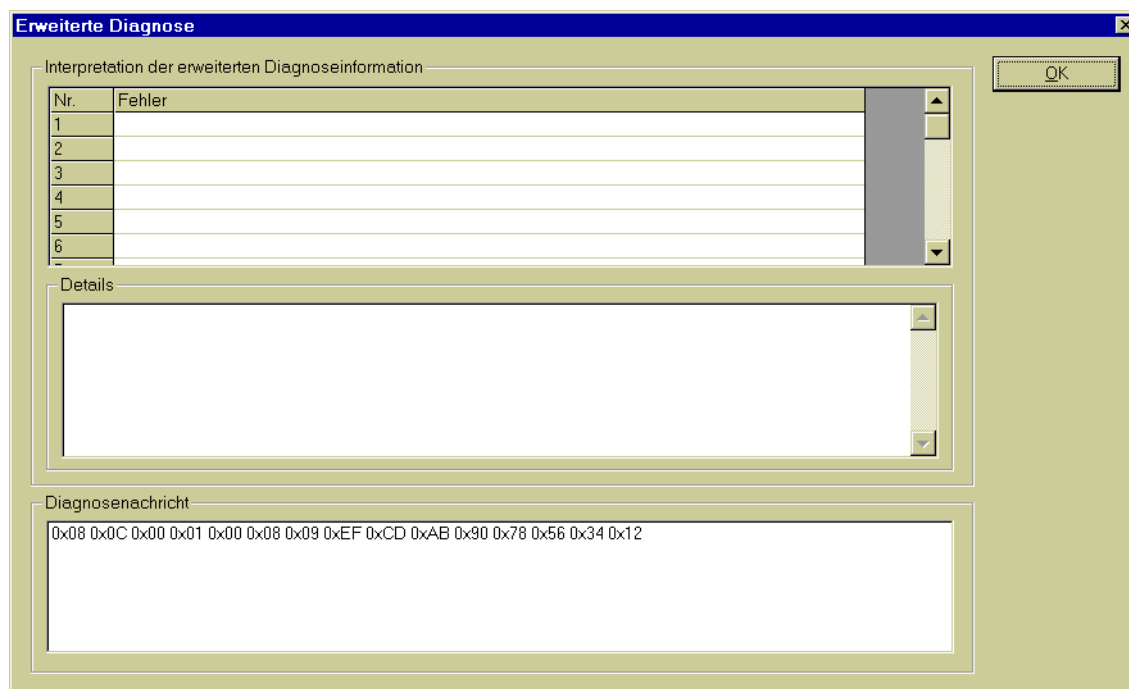 Erweiterte Diagnose
Interpretation der erweiterten Diagnoseinformation
OK
Nr. Fehler
1
2
3
4
5
6
Details
Diagnosenachricht
0x08 0x0C 0x00 0x01 0x00 0x08 0x09 0xEF 0xCD 0xAB 0x90 0x78 0x56 0x34 0x12